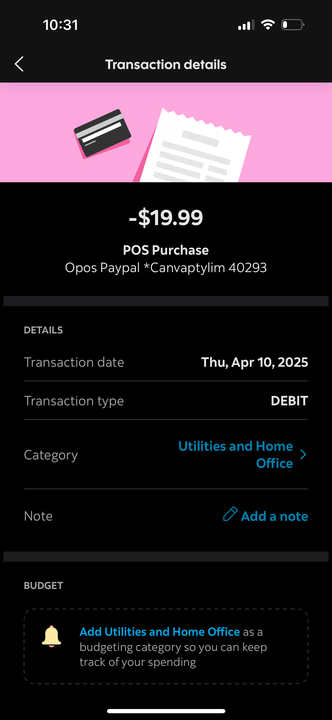 10:31
Transaction details
-$19.99
POS Purchase
Opos Paypal *Canvaptylim 40293
DETAILS
Transaction date Thu, Apr 10, 2025
Transaction type DEBIT
Category Utilities and Home
Office
Note Add a note
BUDGET
Add Utilities and Home Office as a
budgeting category so you can keep
track of your spending